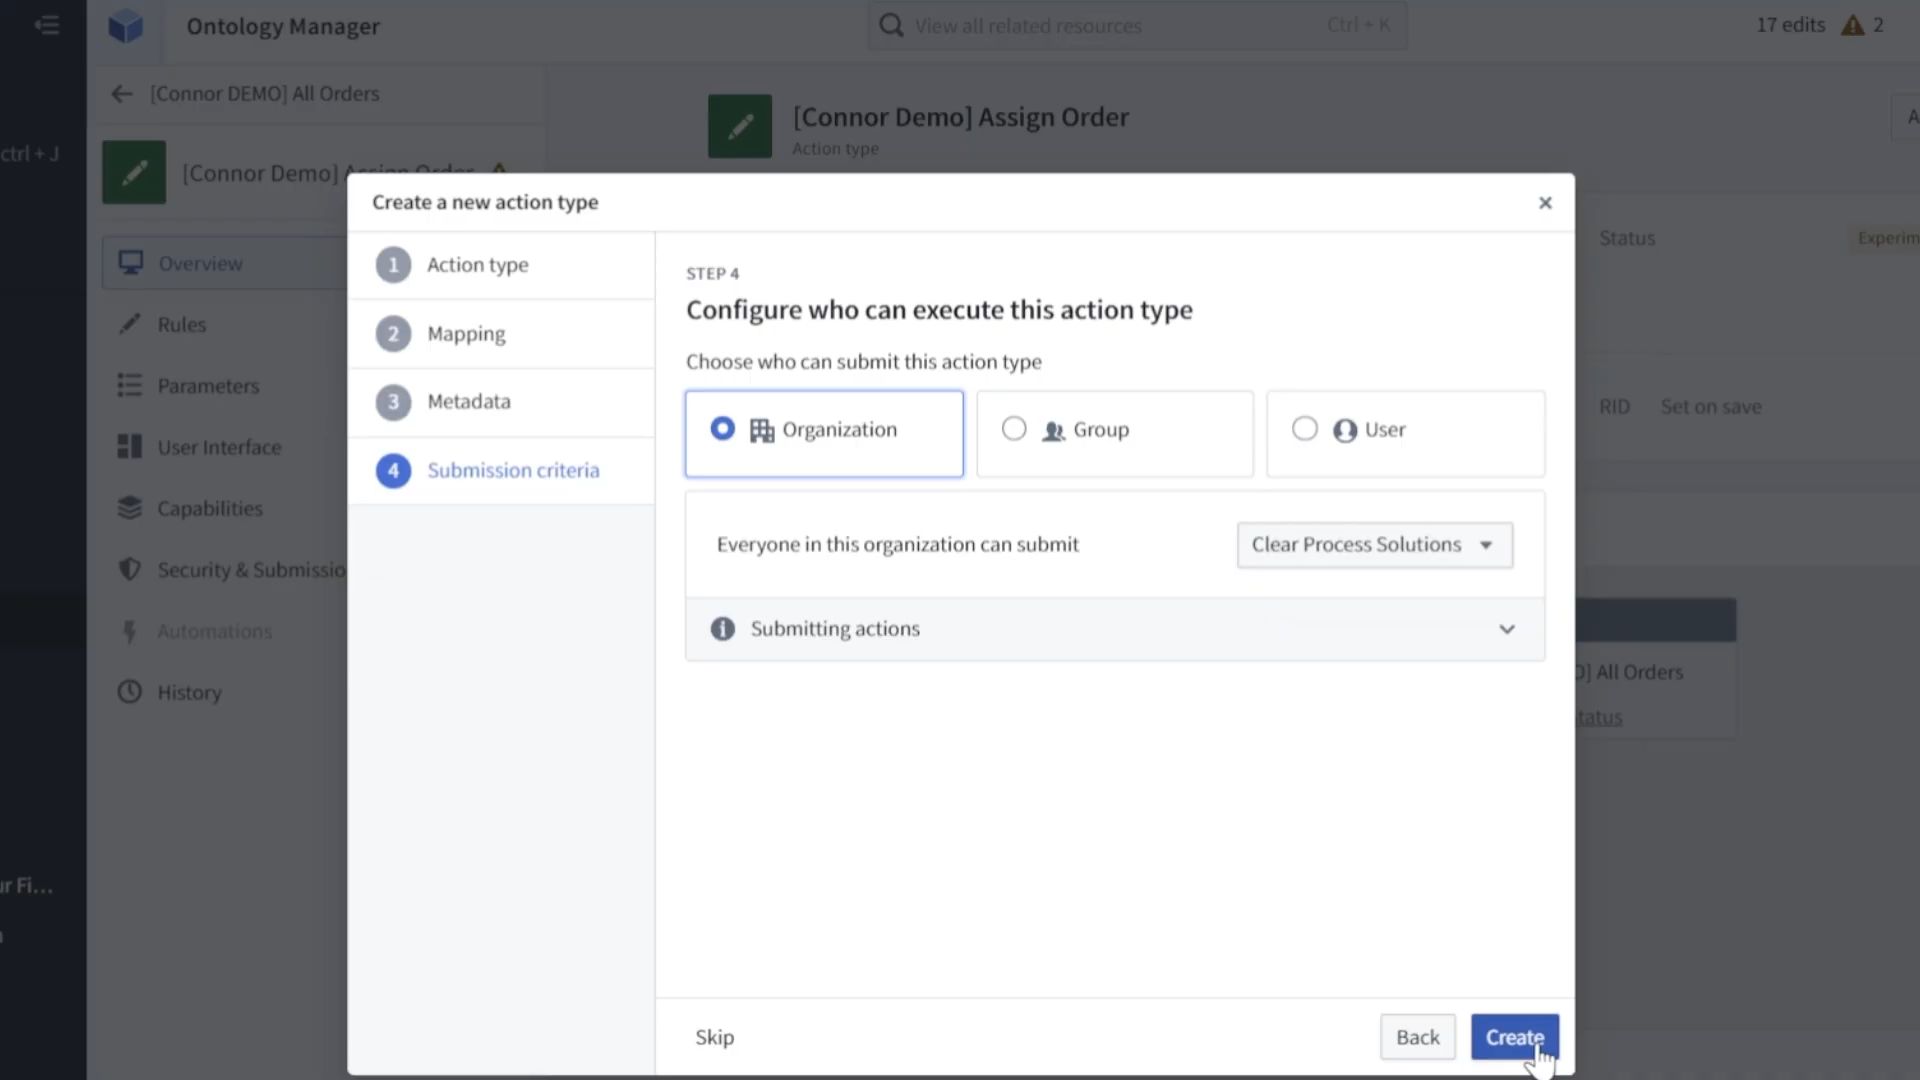 Ontology Manager
View all related resources
Ctrl + K
17 edits
2
[Connor DEMO] All Orders
[Connor Demo] Assign Order
Action type
ctrl + J
[Connor Demo] Assign Order
Overview
Rules
Parameters
User Interface
Capabilities
Security & Submissio
Automations
History
ur Fi...
Create a new action type
1 Action type
2 Mapping
3 Metadata
4 Submission criteria
STEP 4
Configure who can execute this action type
Choose who can submit this action type
Organization
Group
User
Everyone in this organization can submit
Clear Process Solutions
Submitting actions
Skip
Back
Create
Status
Experim
RID
Set on save
O] All Orders
tatus